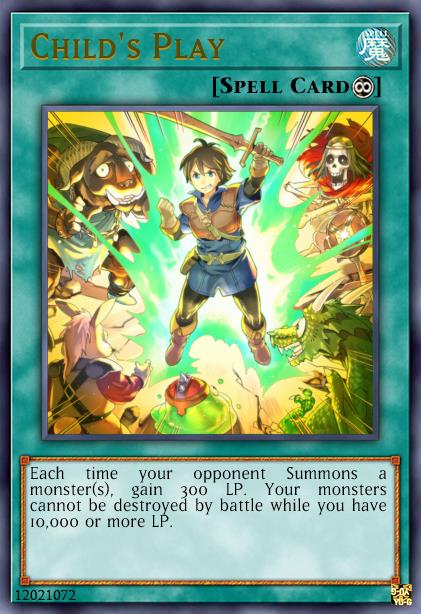 Child's Play
魔
[Spell Card]
Each time your opponent Summons a
monster(s), gain 300 LP. Your monsters
cannot be destroyed by battle while you have
10,000 or more LP.
12021072